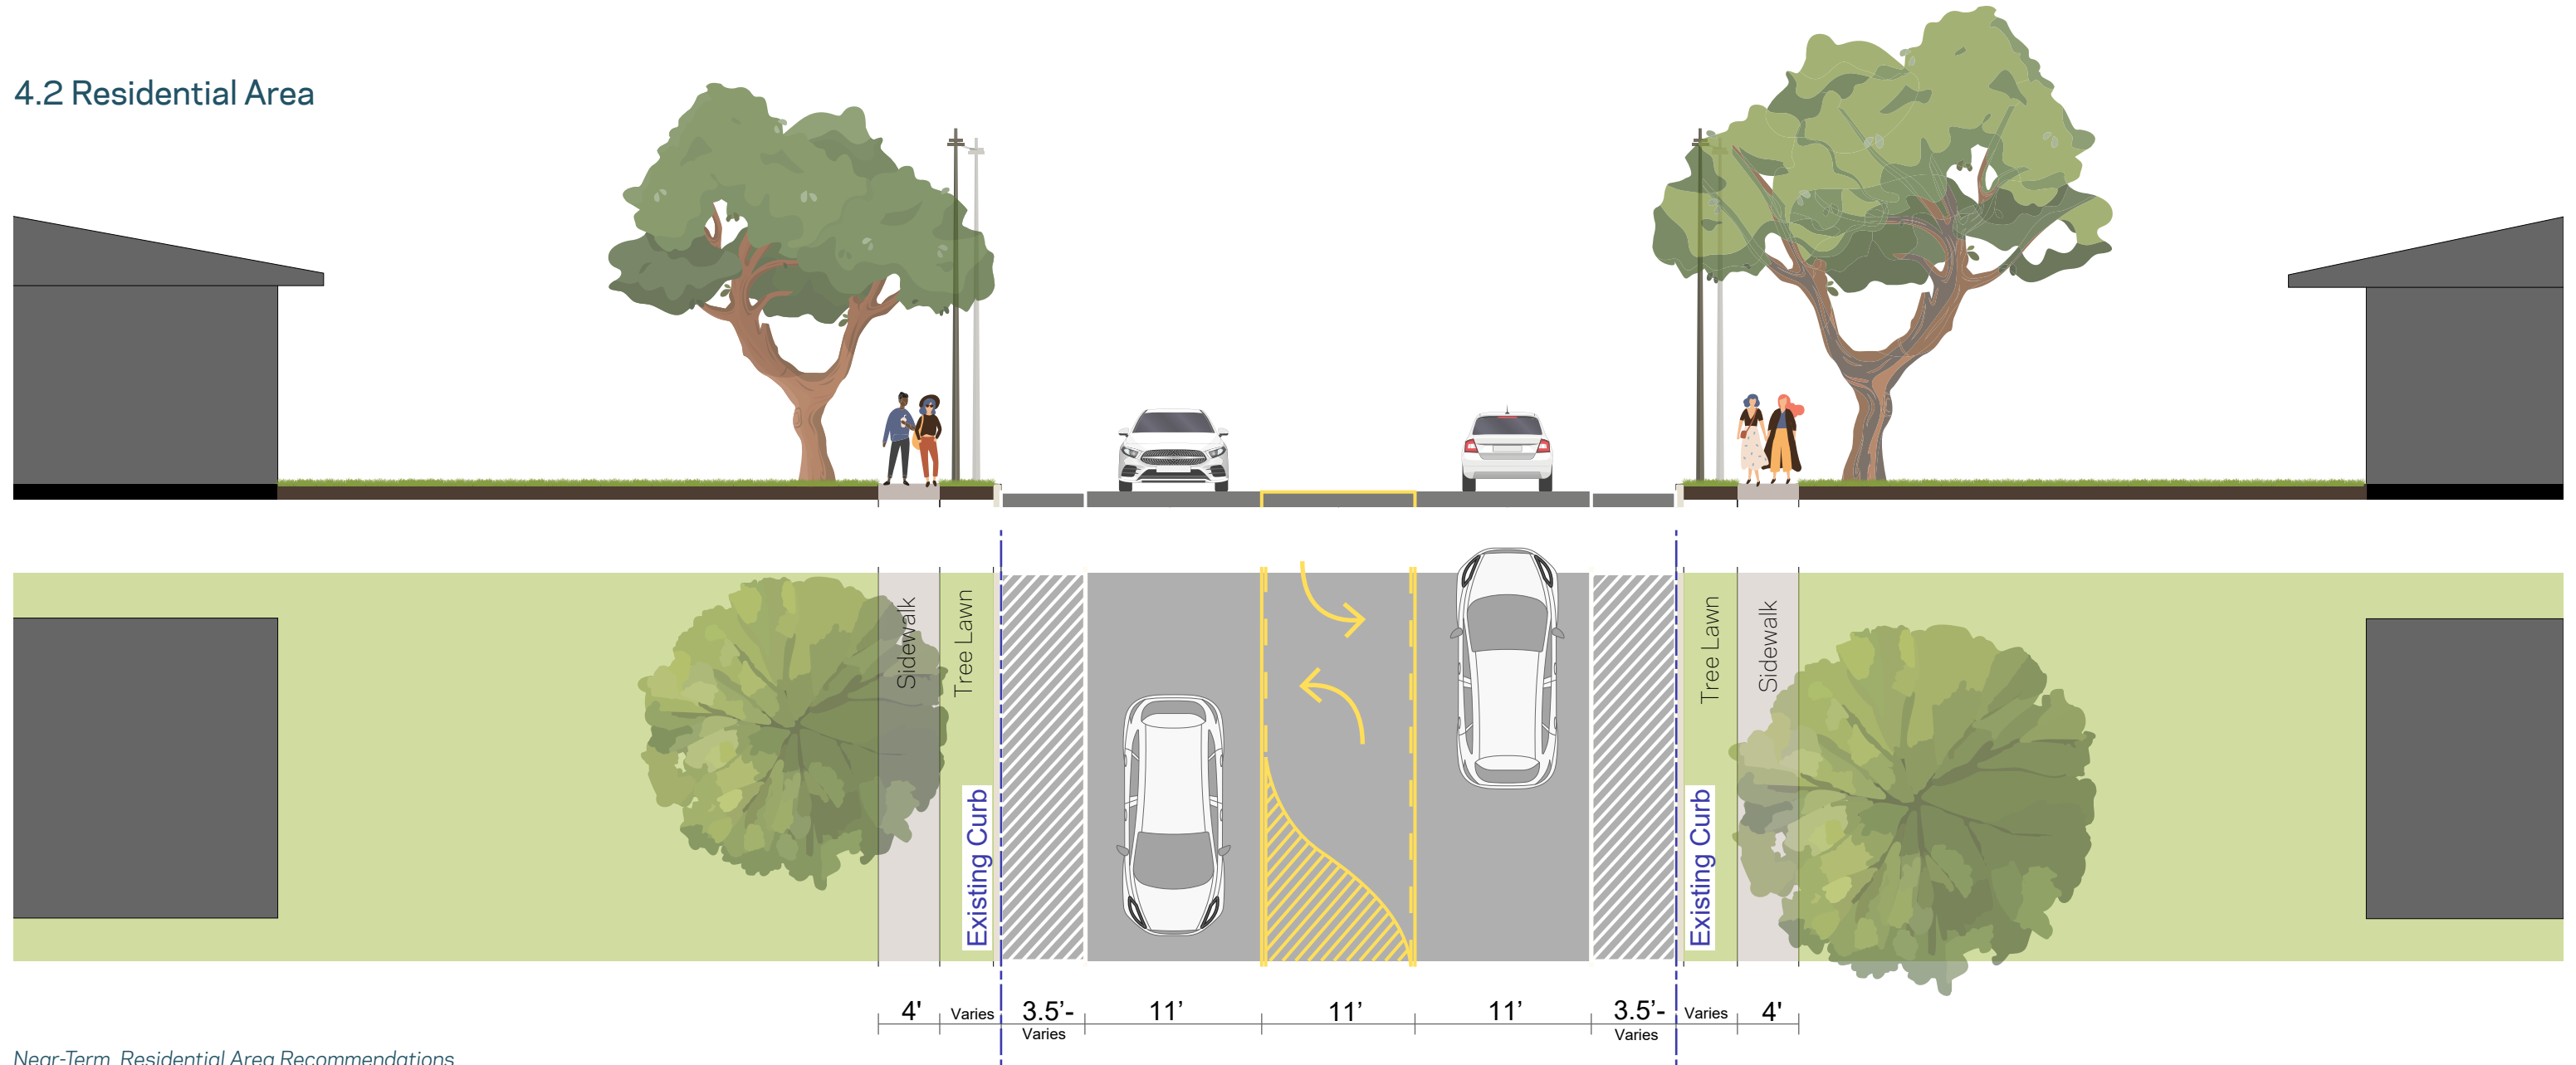 4.2 Residential Area
Sidewalk
Tree Lawn
Existing Curb
Existing Curb
Tree Lawn
Sidewalk
4' Varies 3.5’- 11’ 11’ 11’ 3.5’- Varies 4'
Varies Varies
Near-Term Residential Area Recommendations